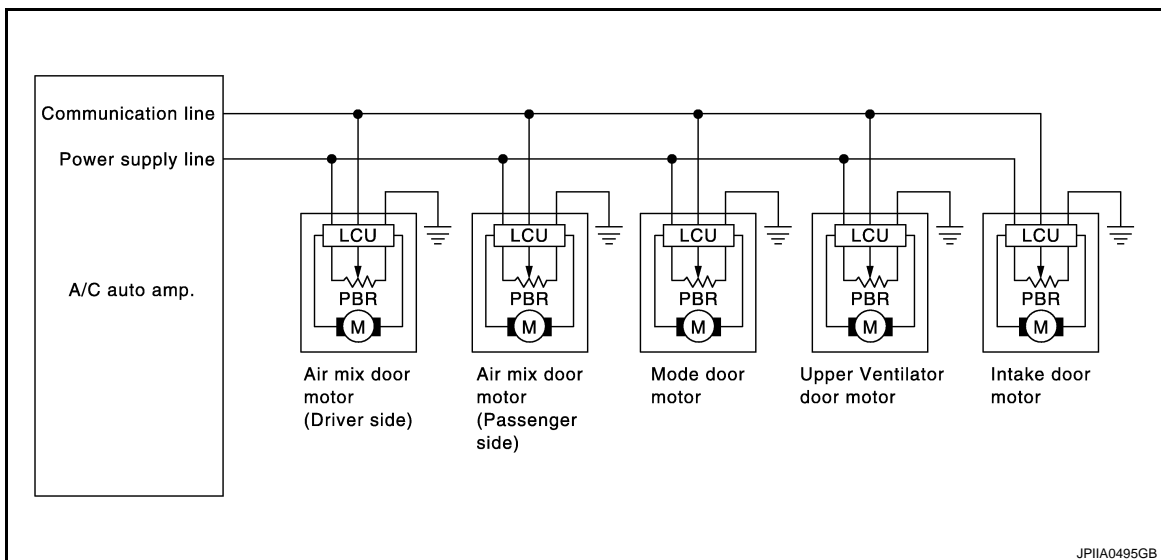 Communication line
Power supply line
A/C auto amp.
LCU
PBR
M
Air mix door
motor
(Driver side)
LCU
PBR
M
Air mix door
motor
(Passenger
side)
LCU
PBR
M
Mode door
motor
LCU
PBR
M
Upper Ventilator
door motor
LCU
PBR
M
Intake door
motor
JPIIA0495GB